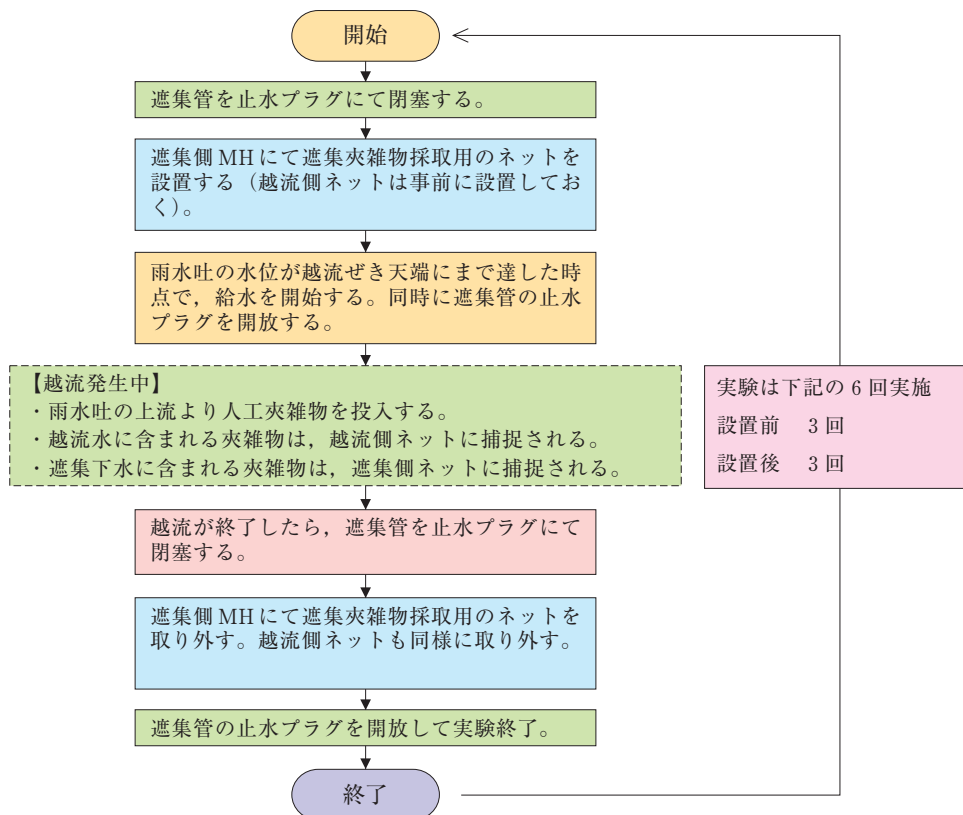 開始
遮集管を止水プラグにて閉塞する。
遮集側MHにて遮集夾雑物採取用のネットを
設置する（越流側ネットは事前に設置してお
く）。
雨水吐の水位が越流ぜき天端にまで達した時
点で，給水を開始する。同時に遮集管の止水
プラグを開放する。
【越流発生中】
・雨水吐の上流より人工夾雑物を投入する。
・越流水に含まれる夾雑物は，越流側ネットに捕捉される。
・遮集下水に含まれる夾雑物は，遮集側ネットに捕捉される。
越流が終了したら，遮集管を止水プラグにて
閉塞する。
遮集側MHにて遮集夾雑物採取用のネットを
取り外す。越流側ネットも同様に取り外す。
遮集管の止水プラグを開放して実験終了。
終了
実験は下記の6回実施
設置前　3回
設置後　3回